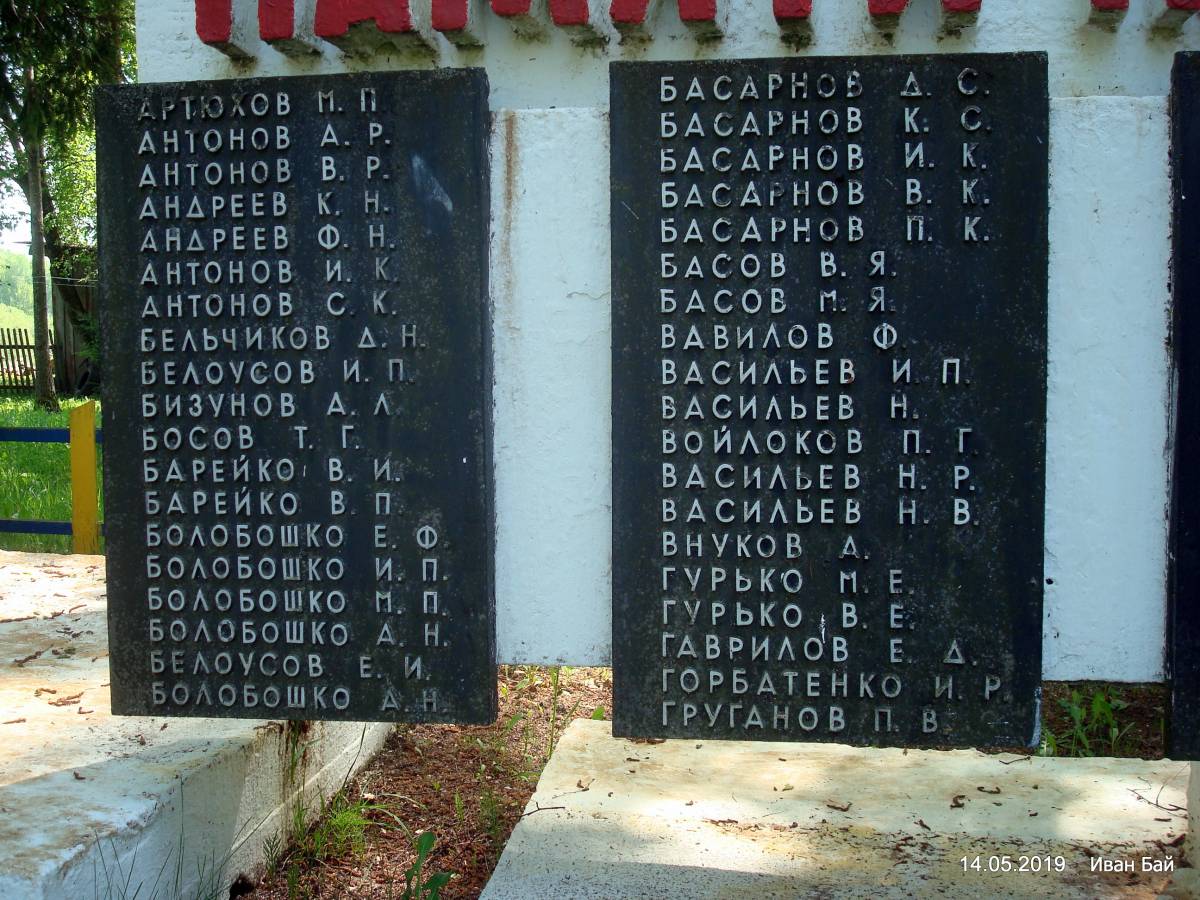 АРТЮХОВ М. П.
АНТОНОВ А. Р.
АНТОНОВ В. Р.
АНДРЕЕВ К. Н.
АНДРЕЕВ Ф. Н.
АНТОНОВ И. К.
АНТОНОВ С. К.
БЕЛЬЧИКОВ Д. Н.
БЕЛОУСОВ И. П.
БИЗУНОВ А. Л.
БОСОВ Т. Г.
БАРЕЙКО В. И.
БАРЕЙКО В. П.
БОЛОБОШКО Е. Ф.
БОЛОБОШКО И. П.
БОЛОБОШКО М. П.
БОЛОБОШКО А. Н.
БЕЛОУСОВ Е. И.
БОЛОБОШКО А. Н.
БАСАРНОВ Д. С.
БАСАРНОВ К. С.
БАСАРНОВ И. К.
БАСАРНОВ В. К.
БАСАРНОВ П. К.
БАСОВ В. Я.
БАСОВ М. Я.
ВАВИЛОВ Ф.
ВАСИЛЬЕВ И. П.
ВАСИЛЬЕВ Н.
ВОЙЛОКОВ П. Г.
ВАСИЛЬЕВ Н. Р.
ВАСИЛЬЕВ Н. В.
ВНУКОВ А.
ГУРЬКО М. Е.
ГУРЬКО В. Е.
ГАВРИЛОВ Е. Д.
ГОРБАТЕНКО И. Р.
ГРУГАНОВ П. В.
14.05.2019 Иван Бай